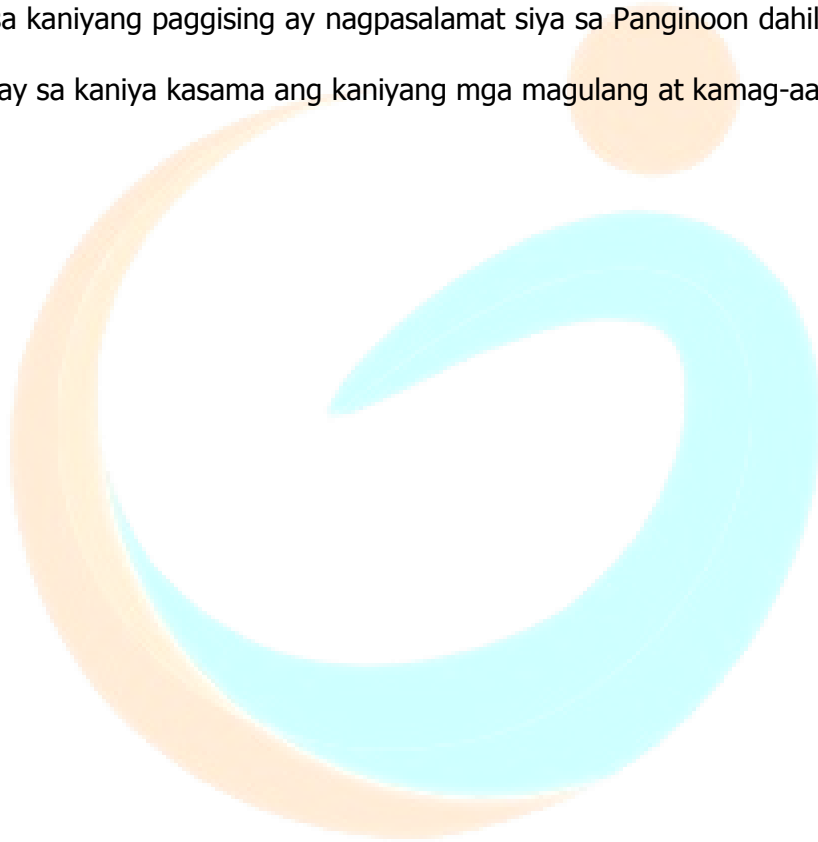 sa kaniyang paggising ay nagpasalamat siya sa Panginoon dahil
ay sa kaniya kasama ang kaniyang mga magulang at kamag-aa